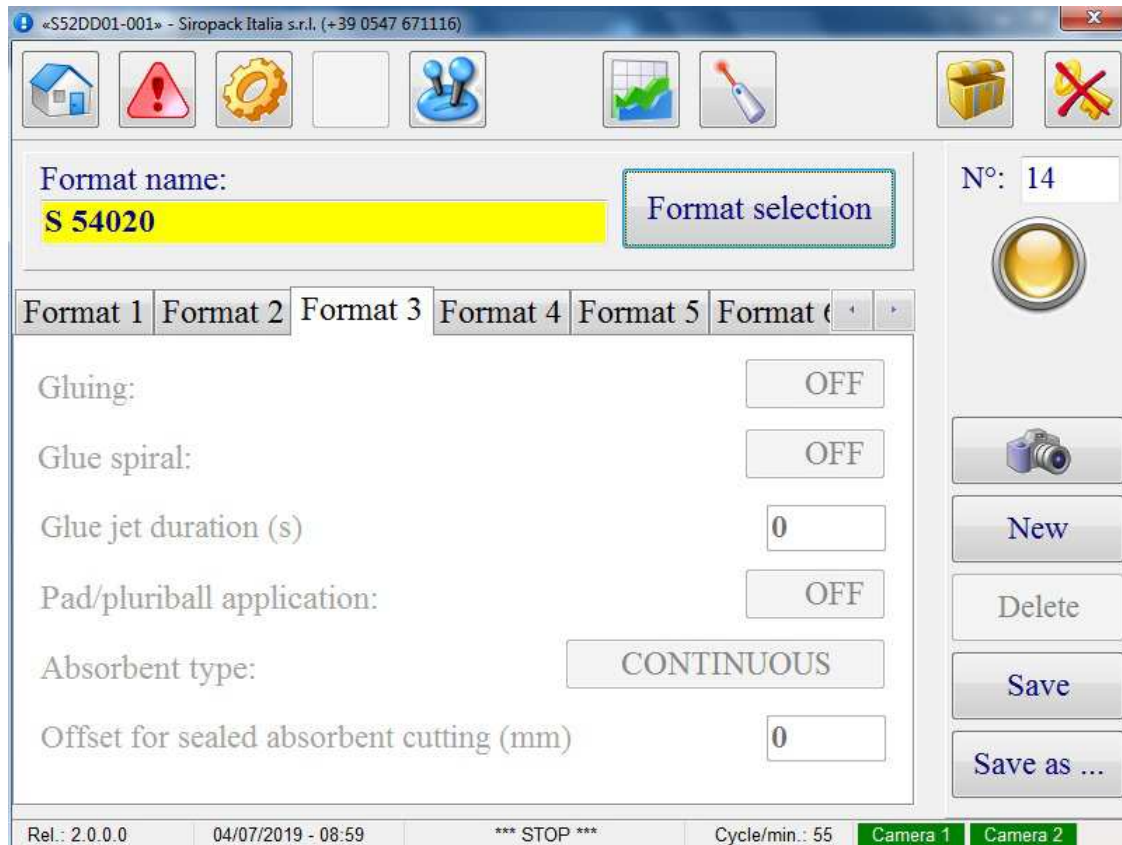 «S52DD01-001» - Siropack Italia s.r.l. (+39 0547 671116)
Format name:
S 54020
Format selection
N°: 14
Format 1 Format 2 Format 3 Format 4 Format 5 Format 6
Gluing: OFF
Glue spiral: OFF
Glue jet duration (s) 0
Pad/pluriball application: OFF
Absorbent type: CONTINUOUS
Offset for sealed absorbent cutting (mm) 0
New
Delete
Save
Save as ...
Rel.: 2.0.0.0 04/07/2019 - 08:59 *** STOP *** Cycle/min.: 55 Camera 1 Camera 2